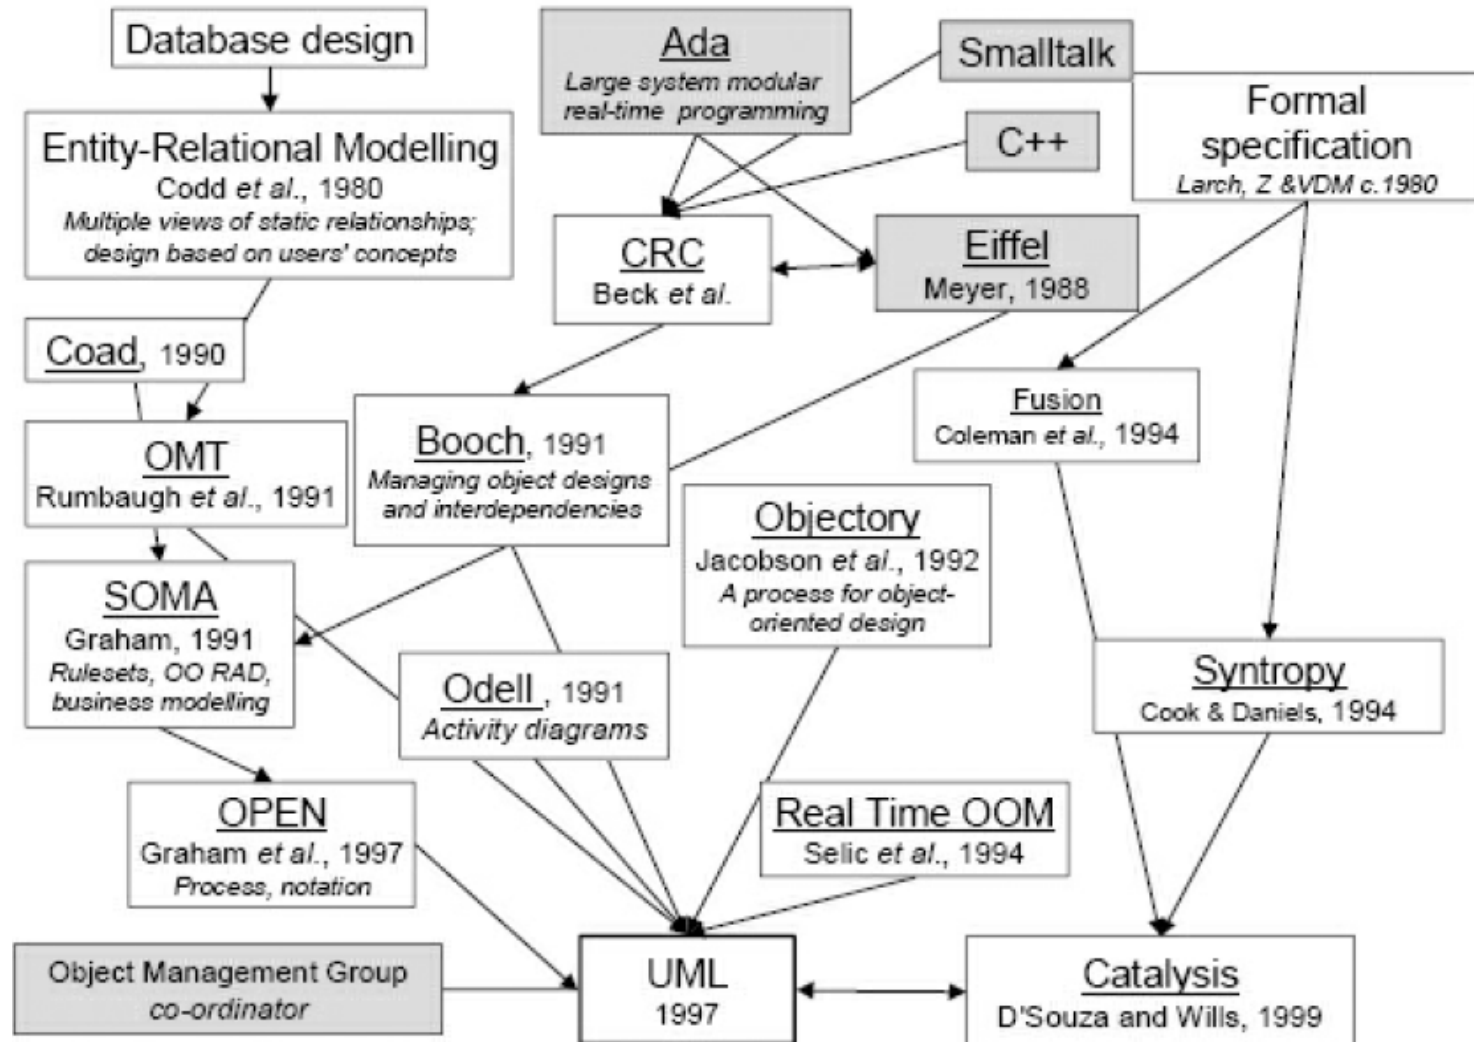 Database design
Ada
Large system modular
real-time programming
Smalltalk
Formal
specification
Larch, Z &VDM c.1980
C++
Entity-Relational Modelling
Codd et al., 1980
Multiple views of static relationships;
design based on users' concepts
CRC
Beck et al.
Eiffel
Meyer, 1988
Coad, 1990
Fusion
Coleman et al., 1994
OMT
Rumbaugh et al., 1991
Booch, 1991
Managing object designs
and interdependencies
Objectory
Jacobson et al., 1992
A process for object-
oriented design
SOMA
Graham, 1991
Rulesets, OO RAD,
business modelling
Odell , 1991
Activity diagrams
Syntropy
Cook & Daniels, 1994
OPEN
Graham et al., 1997
Process, notation
Real Time OOM
Selic et al., 1994
Object Management Group
co-ordinator
UML
1997
Catalysis
D'Souza and Wills, 1999